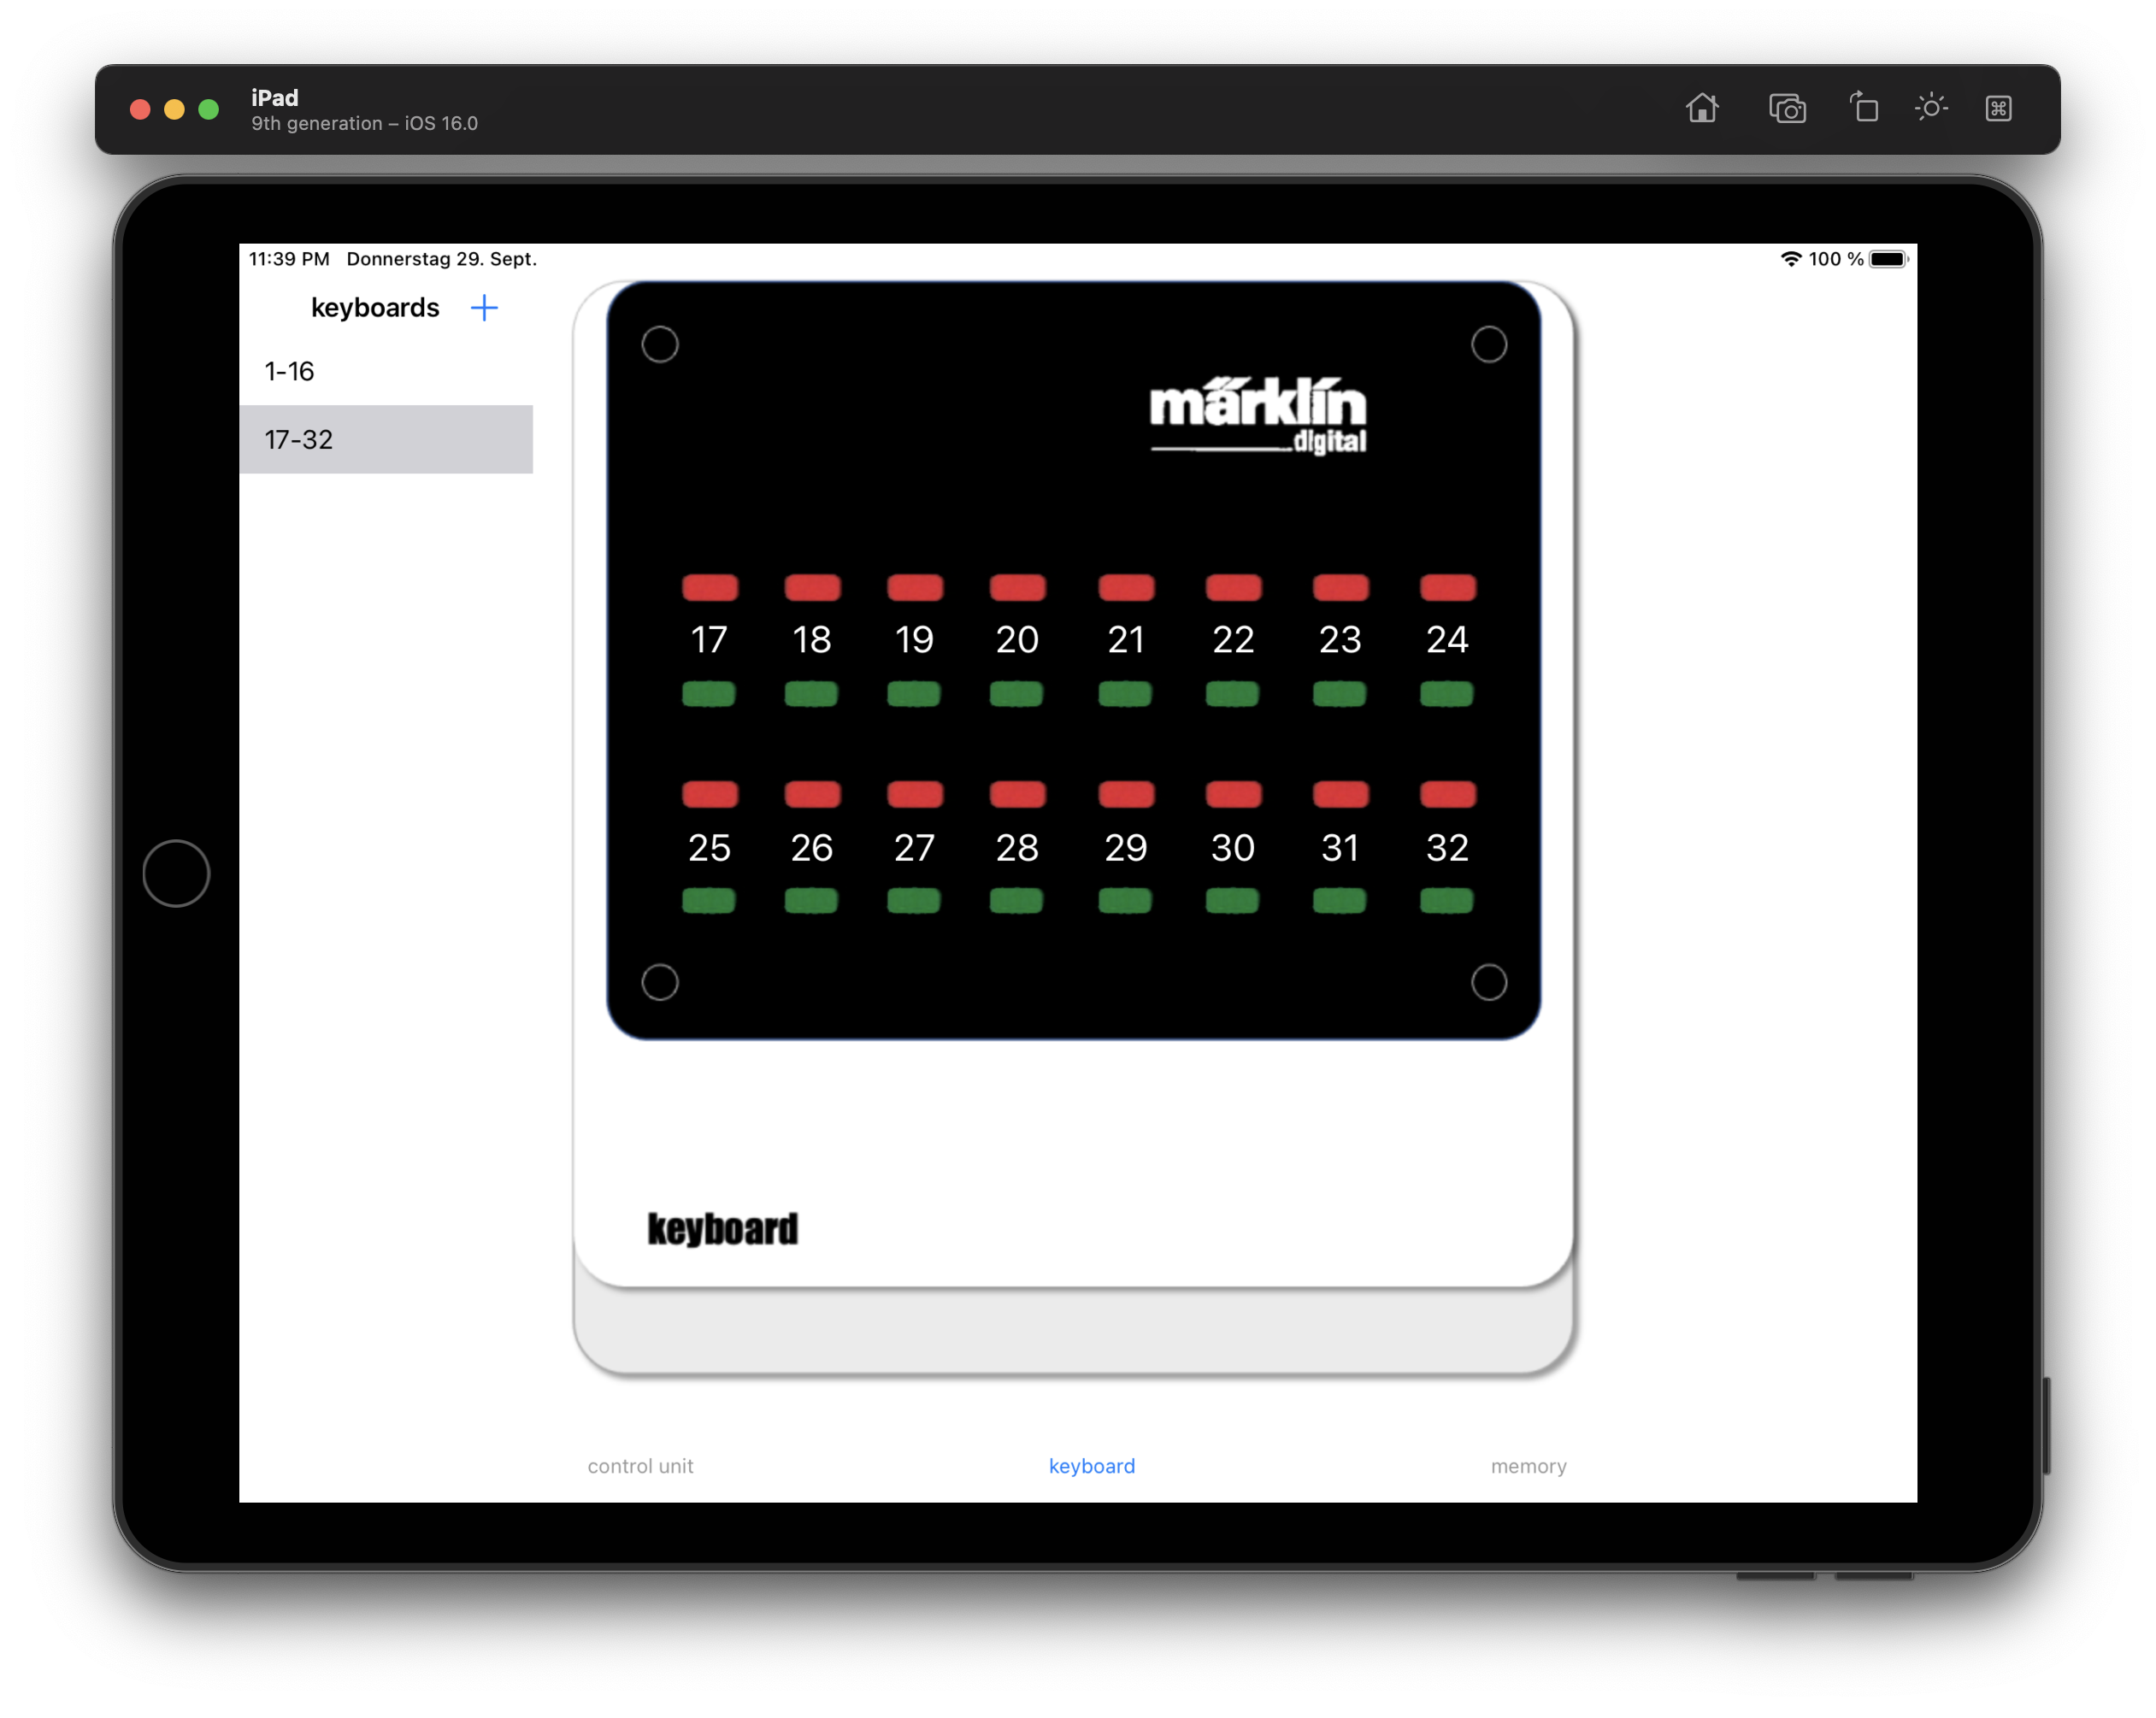 iPad
9th generation – iOS 16.0
11:39 PM Donnerstag 29. Sept.
100 %
keyboards +
1-16
17-32
märklin
digital
17 18 19 20 21 22 23 24
25 26 27 28 29 30 31 32
keyboard
control unit keyboard memory